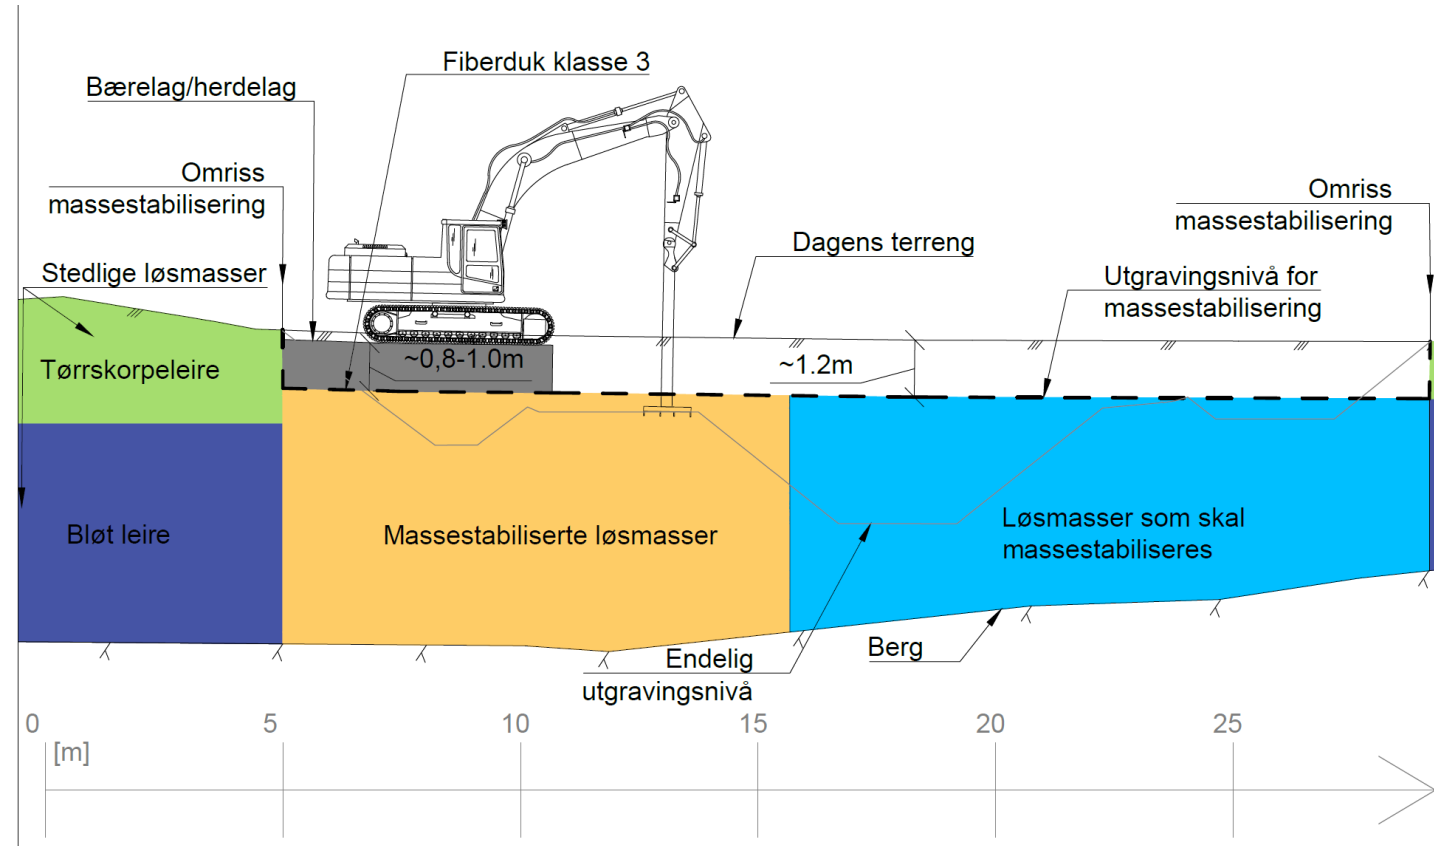 Fiberduk klasse 3
Bærelag/herdelag
Omriss
massestabilisering
Omriss
massestabilisering
Dagens terreng
Stedlige løsmasser
Utgravingsnivå for
massestabilisering
~0,8-1.0m
~1.2m
Tørrskorpeleire
Bløt leire
Massestabiliserte løsmasser
Løsmasser som skal
massestabiliseres
Berg
Endelig
utgravingsnivå
0 5 10 15 20 25
[m]